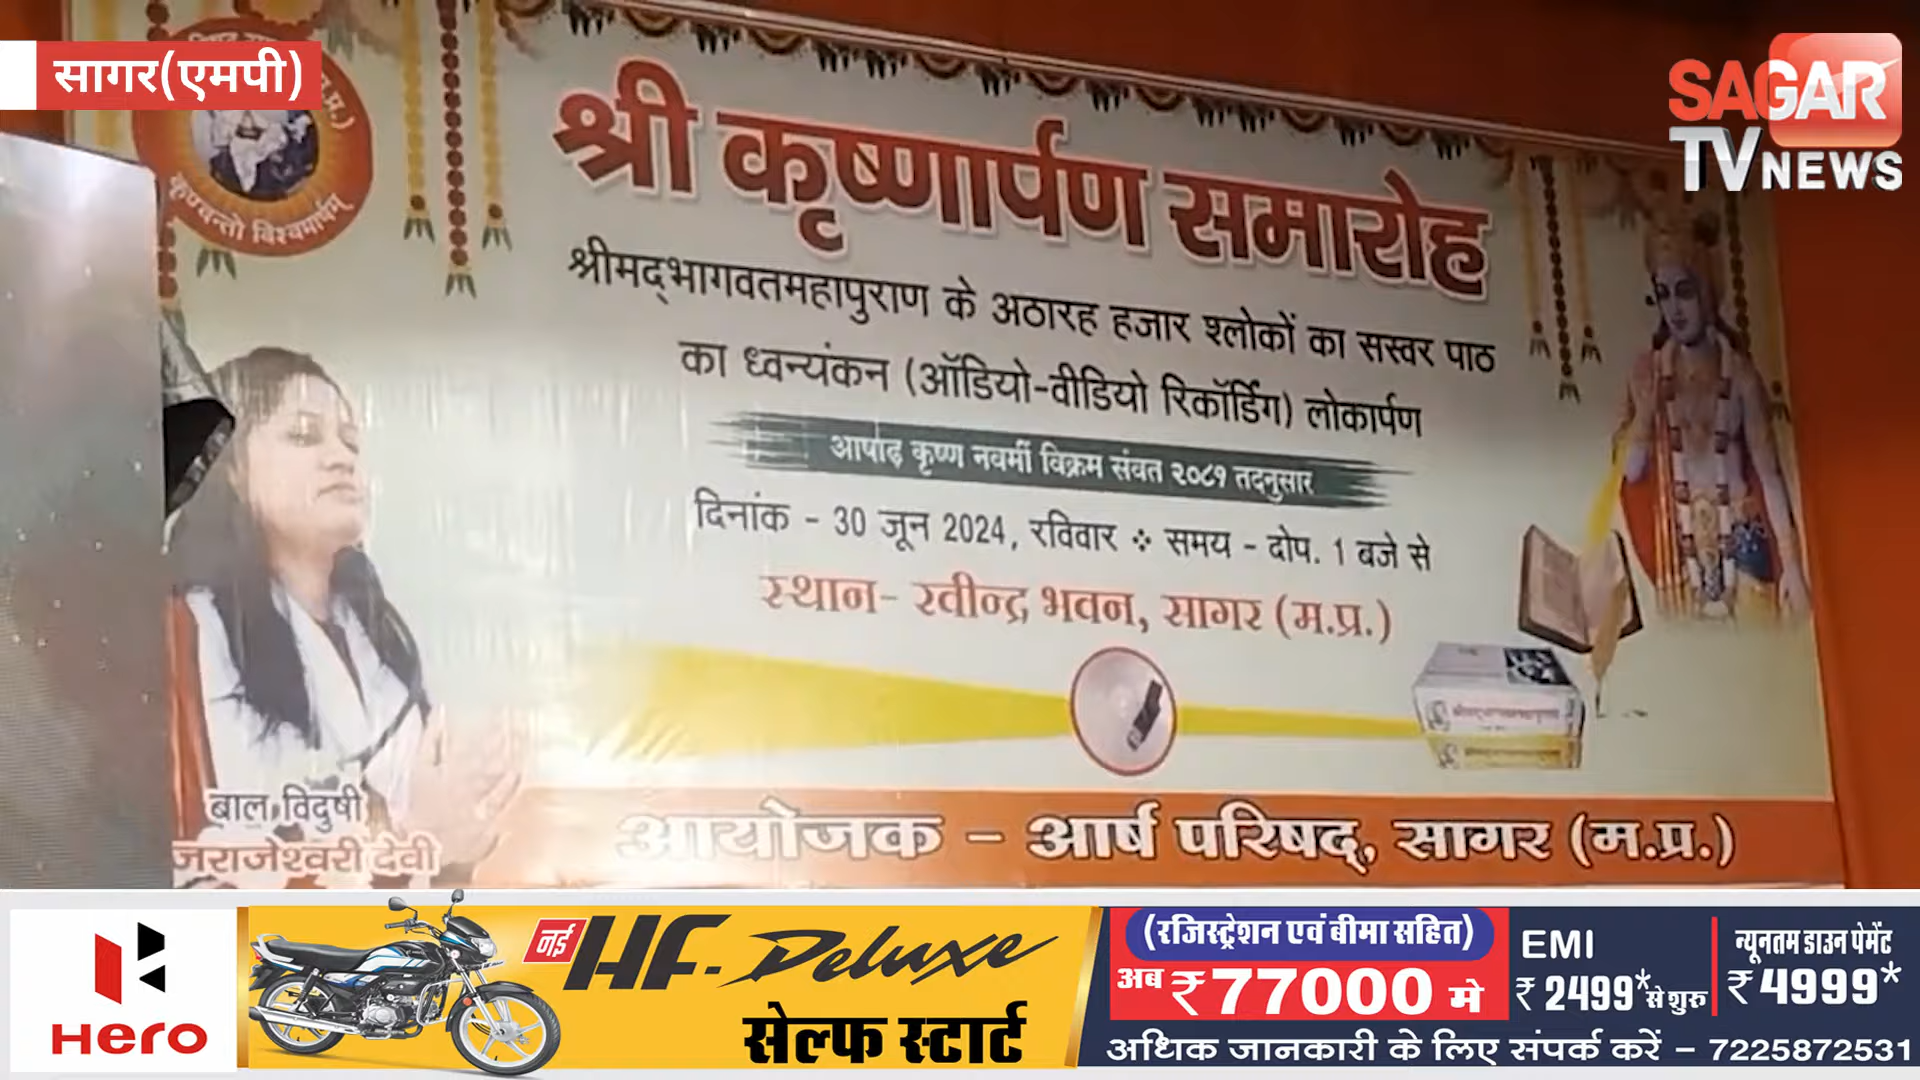 सागर(एमपी)
SAGAR
TV NEWS
म.प्र.)
कृण्वन्तो विश्वमार्यम्
श्री कृष्णार्पण समारोह
श्रीमद्भागवतमहापुराण के अठारह हजार श्लोकों का सस्वर पाठ
का ध्वन्यंकन (ऑडियो-वीडियो रिकॉर्डिंग) लोकार्पण
आषाढ़ कृष्ण नवमीं विक्रम संवत २०८१ तदनुसार
दिनांक - 30 जून 2024, रविवार ❖ समय - दोप. 1 बजे से
स्थान- रवीन्द्र भवन, सागर (म.प्र.)
बाल विदुषी
जराजेश्वरी देवी
आयोजक - आर्ष परिषद्, सागर (म.प्र.)
Hero
नई HF-Deluxe
सेल्फ स्टार्ट
(रजिस्ट्रेशन एवं बीमा सहित)
अब ₹77000 मे
EMI
₹ 2499* से शुरु
न्यूनतम डाउन पेमेंट
₹ 4999*
अधिक जानकारी के लिए संपर्क करें - 7225872531